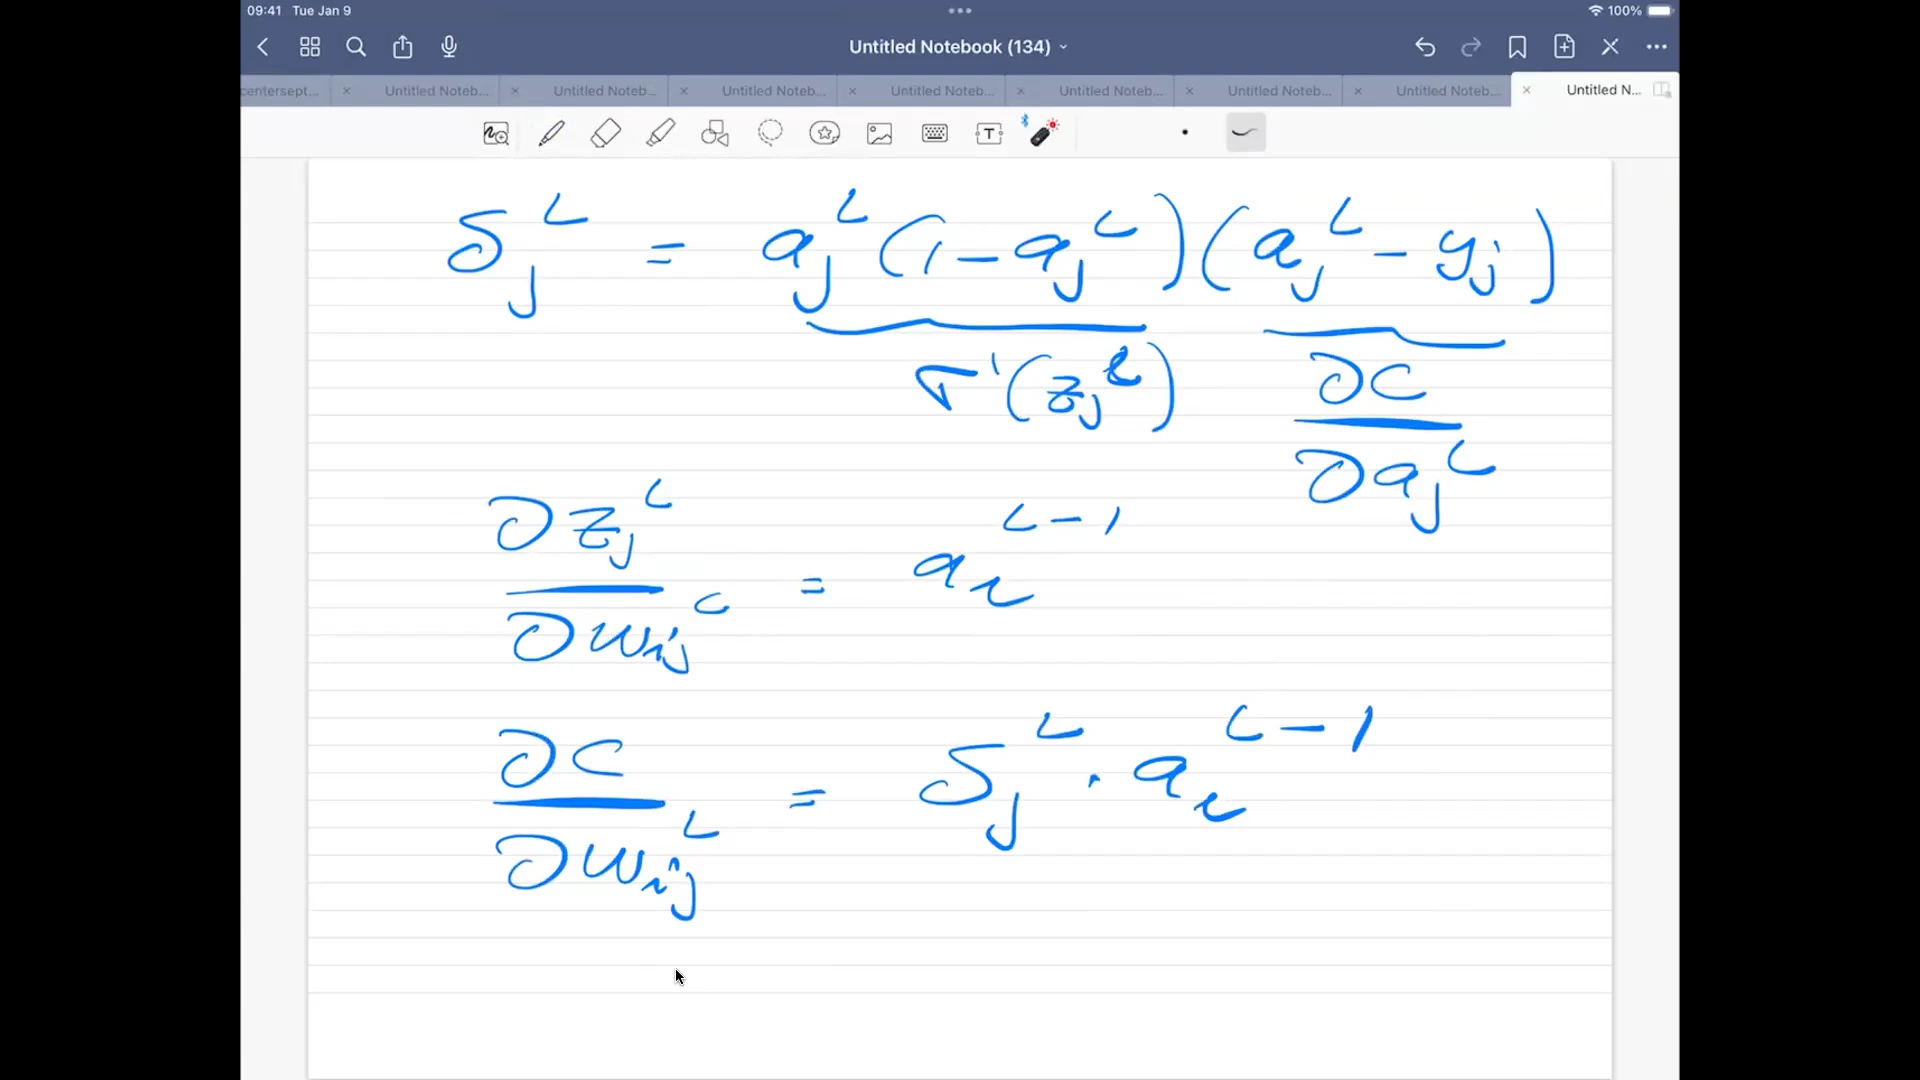 09:41 Tue Jan 9 100%
Untitled Notebook (134)
centersept... Untitled Noteb... Untitled Noteb... Untitled Noteb... Untitled Noteb... Untitled Noteb... Untitled Noteb... Untitled Noteb... Untitled N...
δ_j^L = a_j^L (1 - a_j^L)(a_j^L - y_j)
σ'(z_j^L) ∂C/∂a_j^L
∂z_j^L/∂w_ij^L = a_i^{L-1}
∂C/∂w_ij^L = δ_j^L · a_i^{L-1}